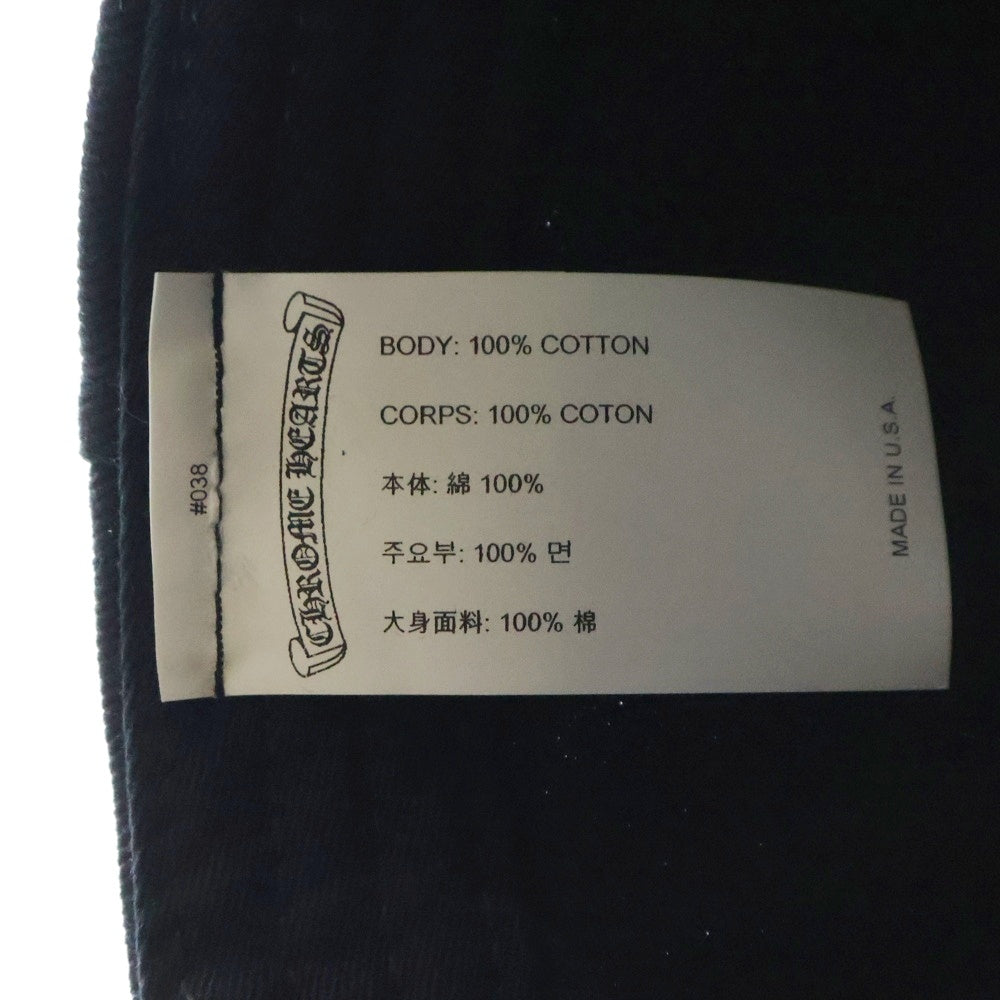 #038
CHROME HEARTS
BODY: 100% COTTON
CORPS: 100% COTON
本体: 綿 100%
주요부: 100% 면
大身面料: 100% 棉
MADE IN U.S.A.